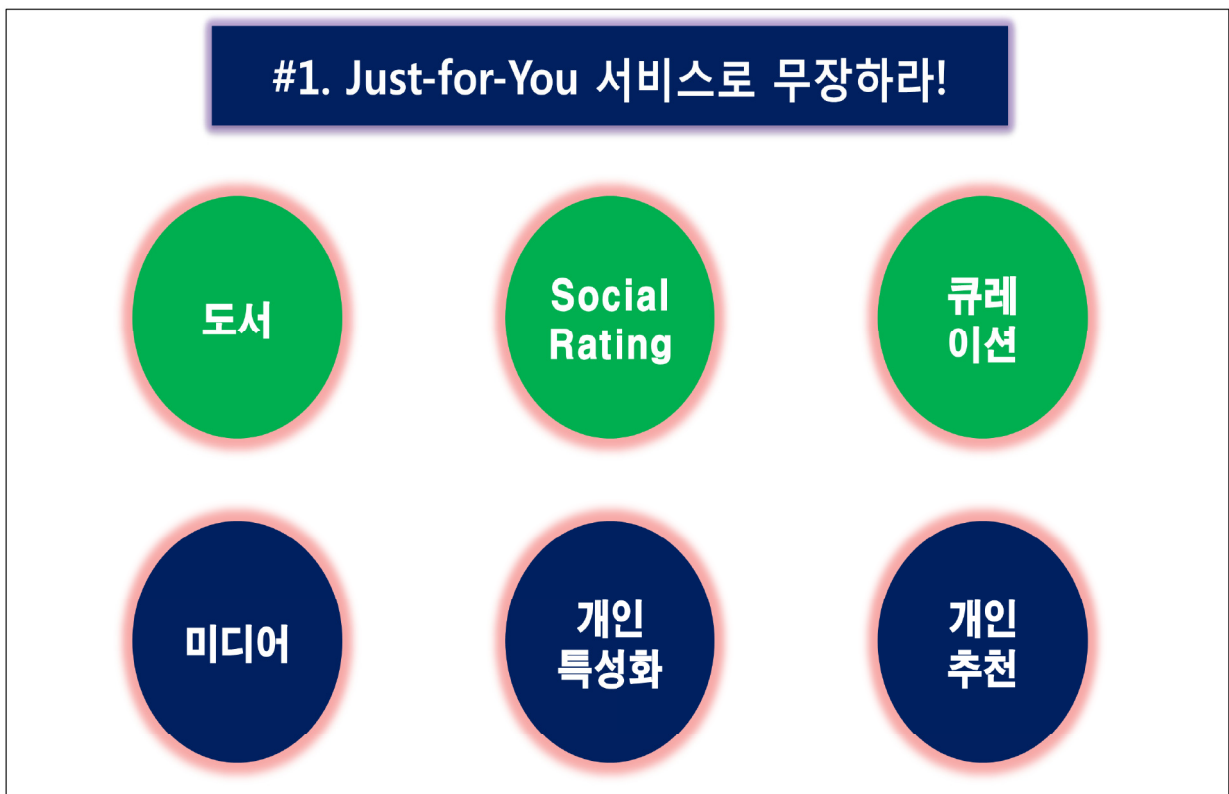 #1. Just-for-You 서비스로 무장하라!
도서
Social
Rating
큐레
이션
미디어
개인
특성화
개인
추천